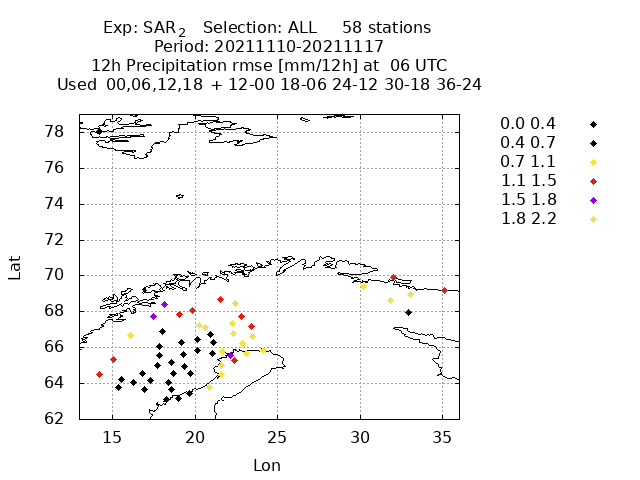 Exp: SAR2 Selection: ALL 58 stations
Period: 20211110-20211117
12h Precipitation rmse [mm/12h] at 06 UTC
Used 00,06,12,18 + 12-00 18-06 24-12 30-18 36-24
78
76
74
72
70
68
66
64
62
Lat
15 20 25 30 35
Lon
0.0 0.4
0.4 0.7
0.7 1.1
1.1 1.5
1.5 1.8
1.8 2.2